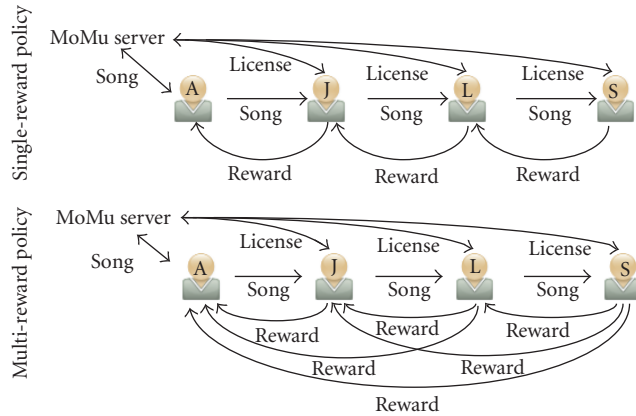 Single-reward policy
MoMu server
Song
License
License
License
A
J
L
S
Song
Song
Song
Reward
Reward
Reward
Multi-reward policy
MoMu server
Song
License
License
License
A
J
L
S
Song
Song
Song
Reward
Reward
Reward
Reward
Reward
Reward